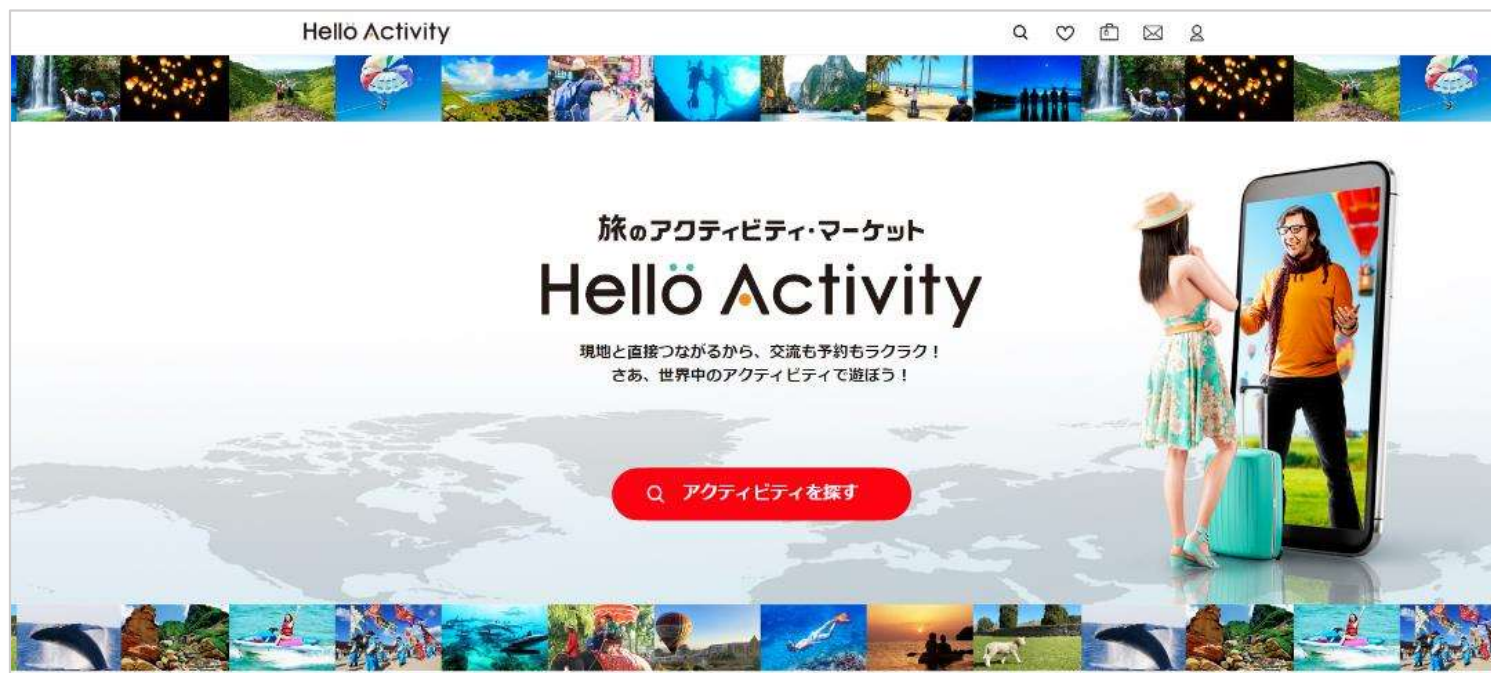 Hellö Activity
旅のアクティビティ・マーケット
Hellö Activity
現地と直接つながるから、交流も予約もラクラク！
さあ、世界中のアクティビティで遊ぼう！
アクティビティを探す